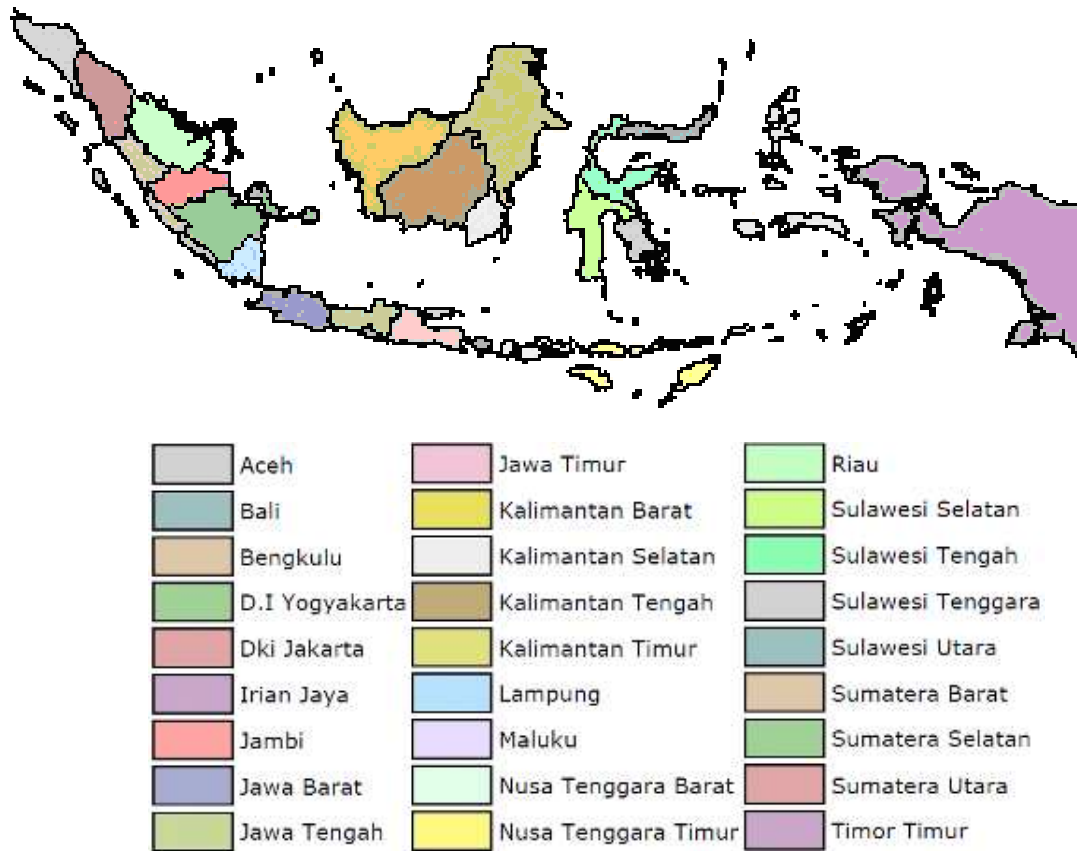 Aceh
Bali
Bengkulu
D.I Yogyakarta
Dki Jakarta
Irian Jaya
Jambi
Jawa Barat
Jawa Tengah
Jawa Timur
Kalimantan Barat
Kalimantan Selatan
Kalimantan Tengah
Kalimantan Timur
Lampung
Maluku
Nusa Tenggara Barat
Nusa Tenggara Timur
Riau
Sulawesi Selatan
Sulawesi Tengah
Sulawesi Tenggara
Sulawesi Utara
Sumatera Barat
Sumatera Selatan
Sumatera Utara
Timor Timur